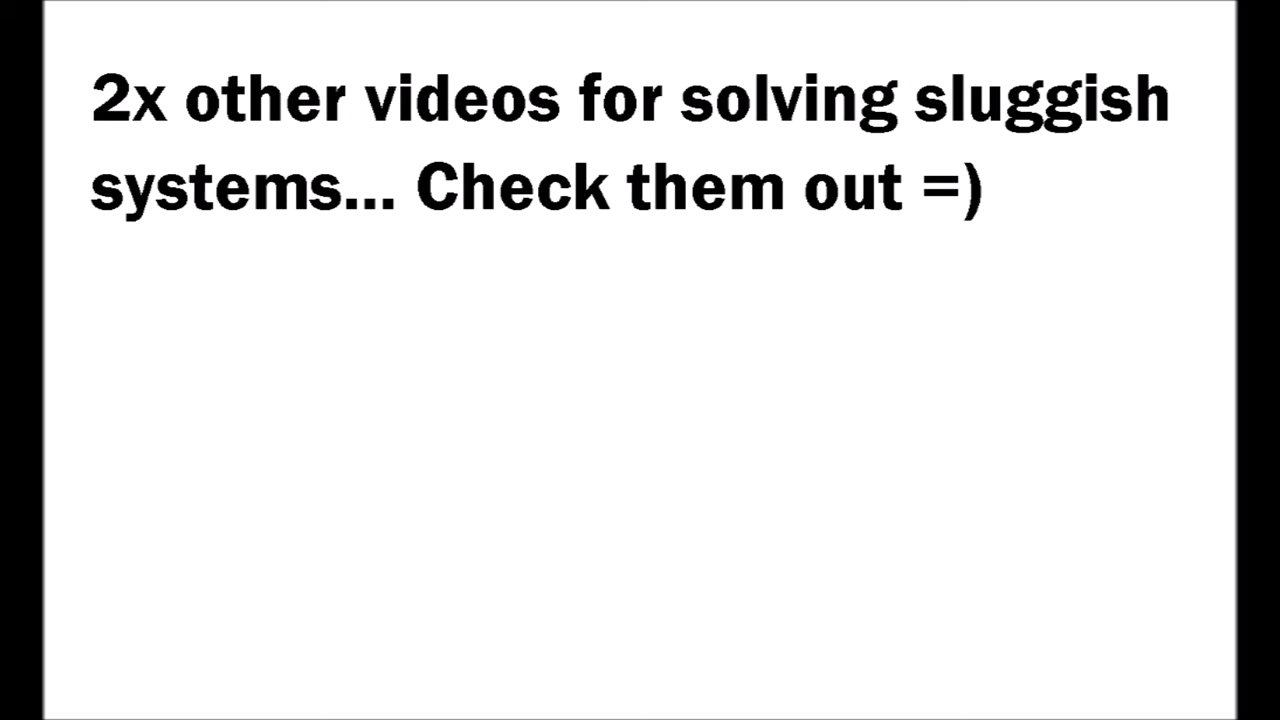 2x other videos for solving sluggish
systems... Check them out =)